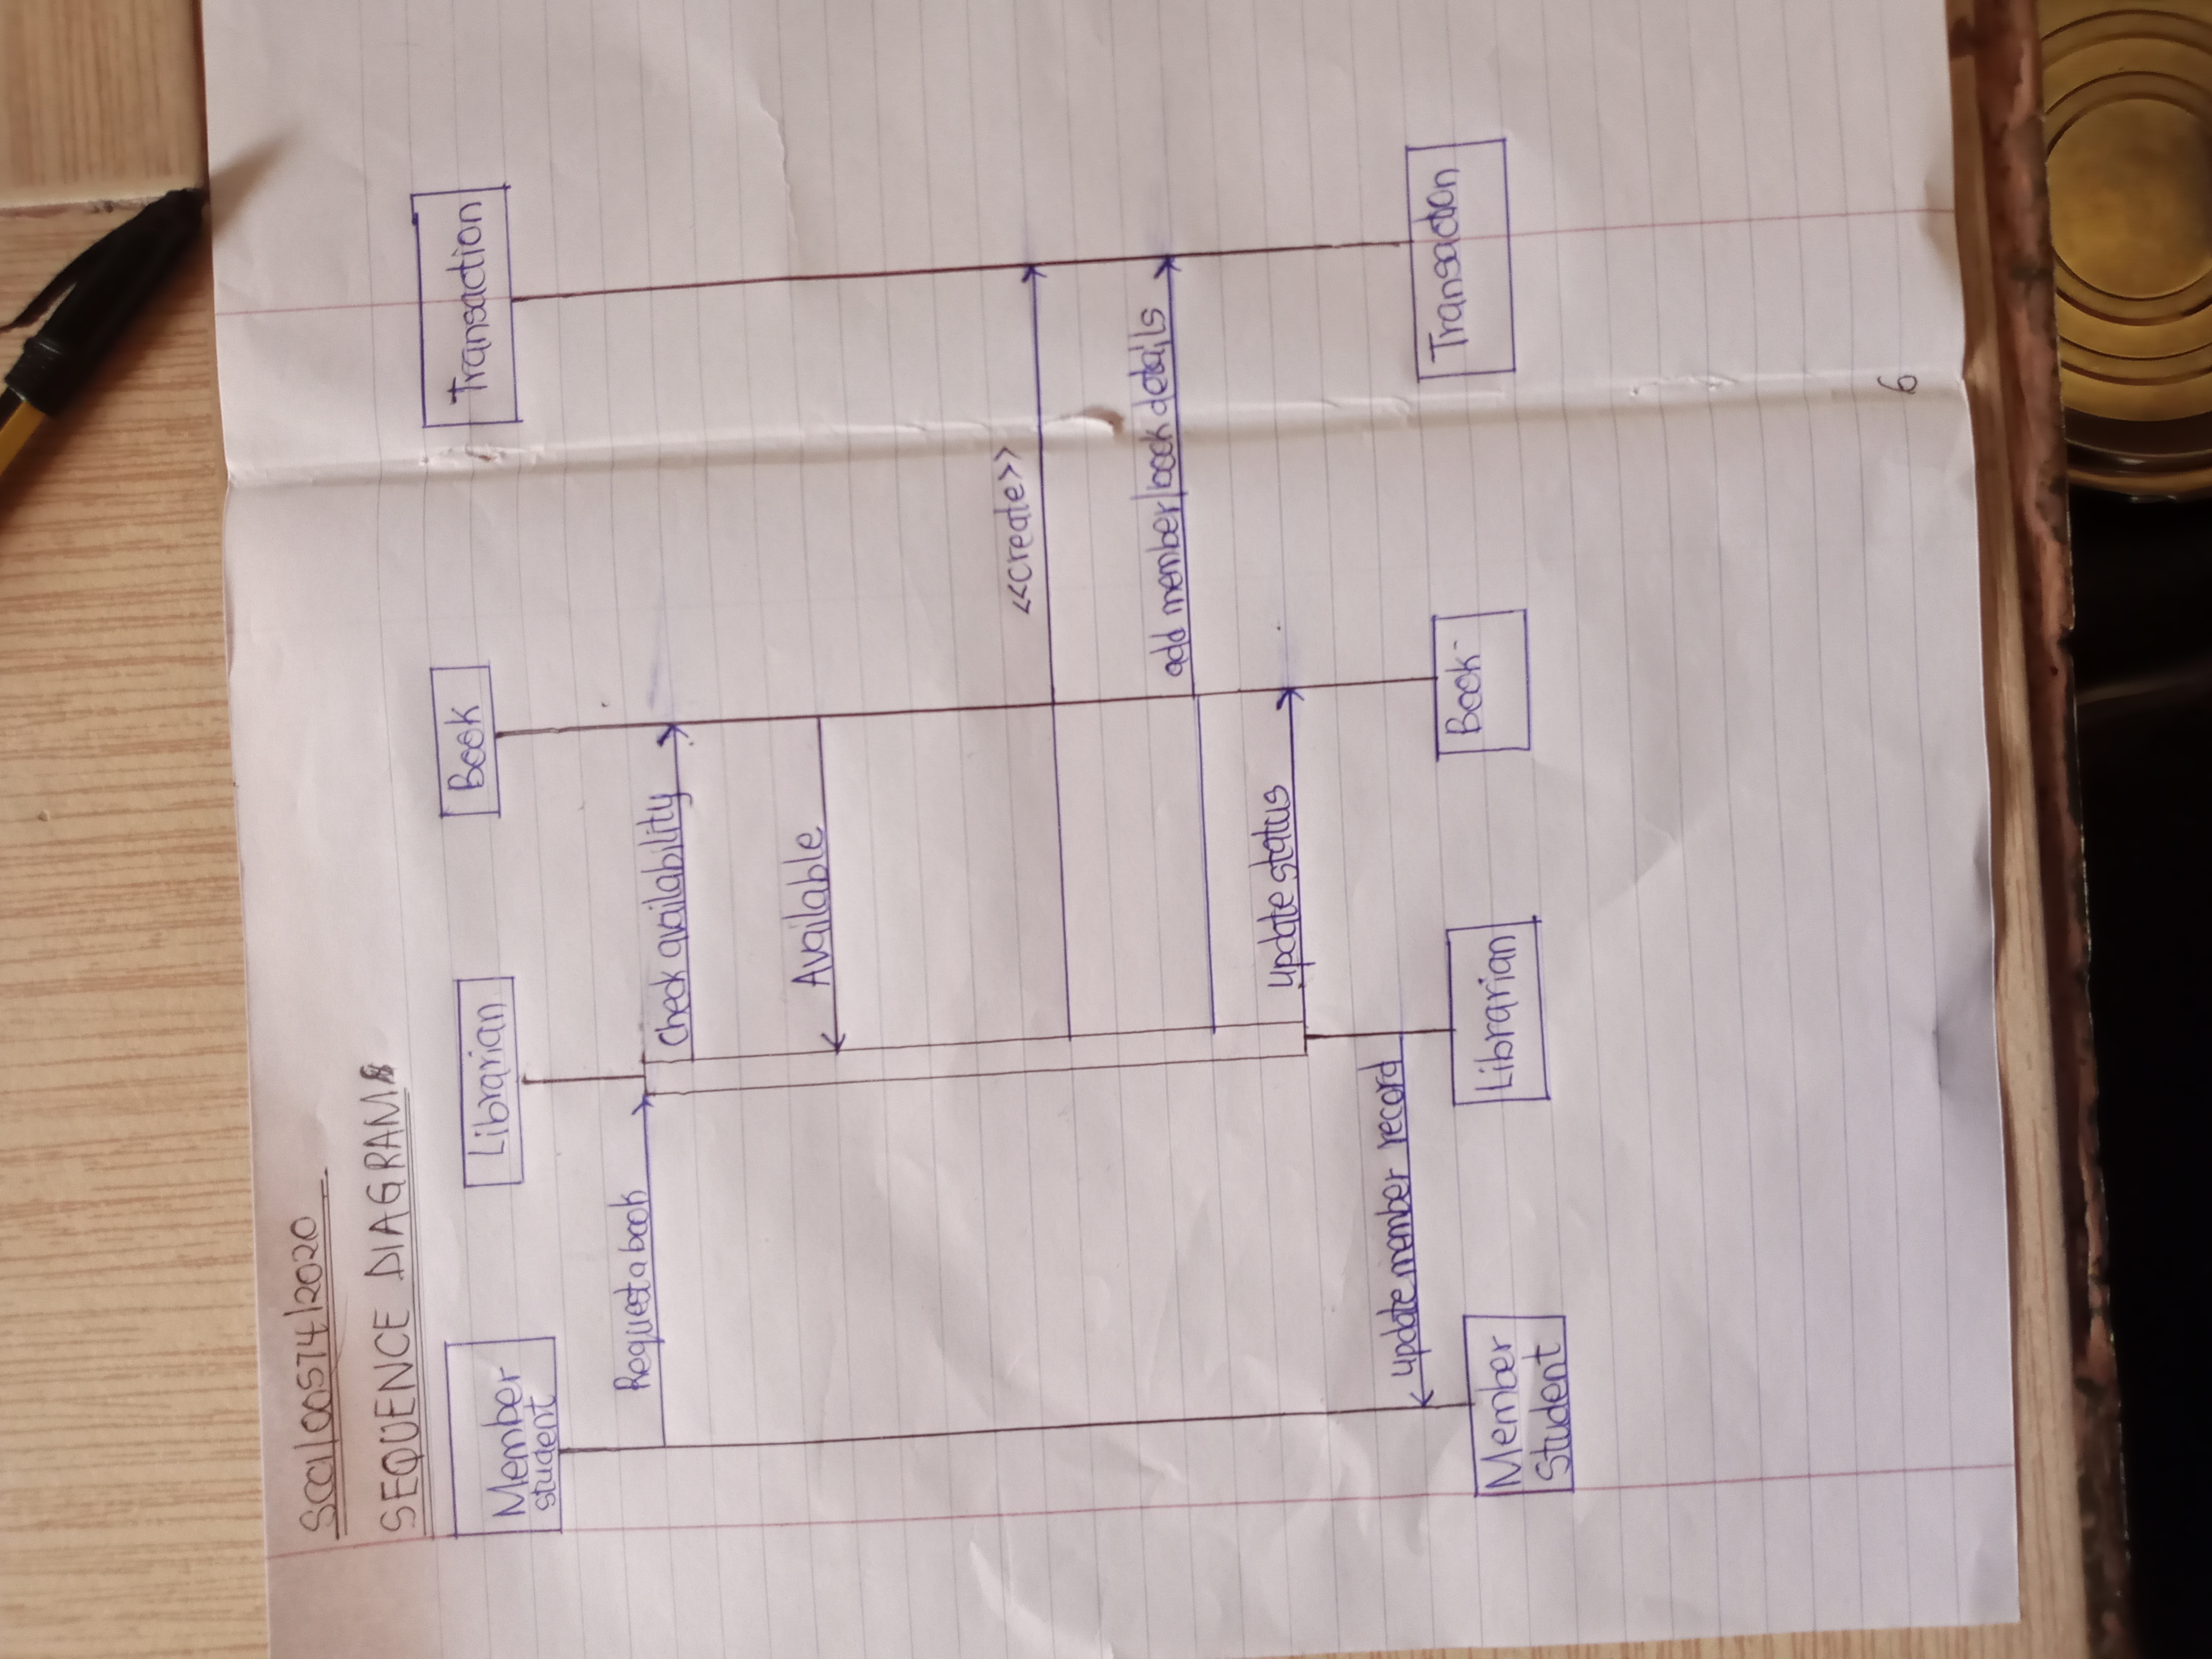 SCCI/00574/2020
SEQUENCE DIAGRAM
Member
student
Librarian
Book
Transaction
Request a book
Check availability
Available
<<create>>
add member/book details
update status
update member record
Member
Student
Librarian
Book
Transaction
6